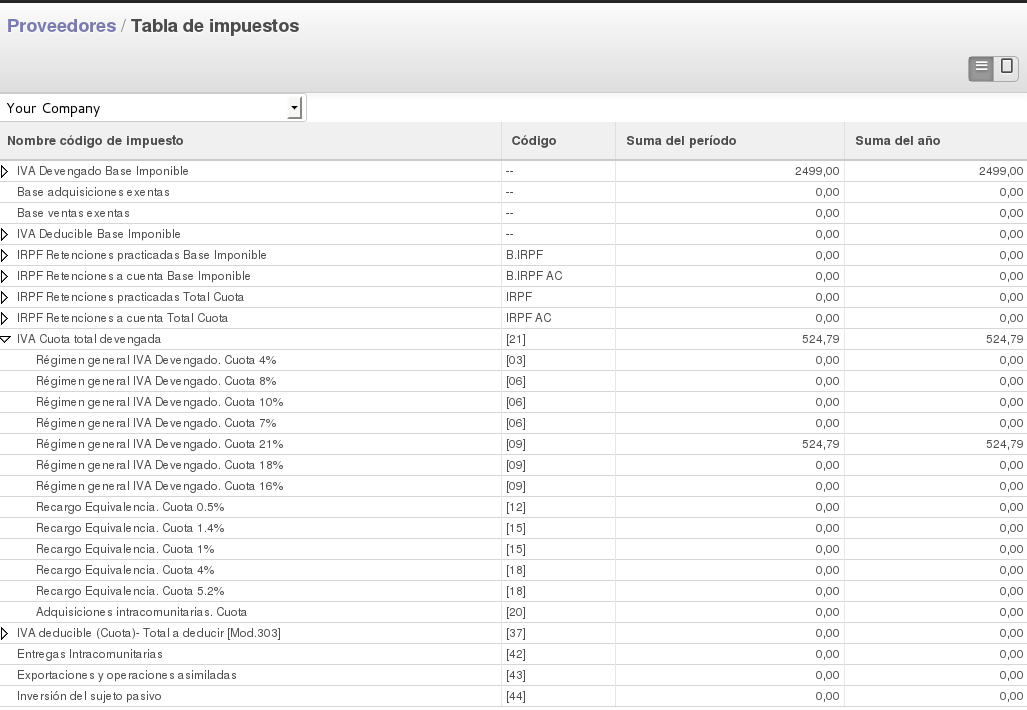 Proveedores / Tabla de impuestos
Your Company
Nombre código de impuesto Código Suma del período Suma del año
IVA Devengado Base Imponible -- 2499,00 2499,00
Base adquisiciones exentas -- 0,00 0,00
Base ventas exentas -- 0,00 0,00
IVA Deducible Base Imponible -- 0,00 0,00
IRPF Retenciones practicadas Base Imponible B.IRPF 0,00 0,00
IRPF Retenciones a cuenta Base Imponible B.IRPF AC 0,00 0,00
IRPF Retenciones practicadas Total Cuota IRPF 0,00 0,00
IRPF Retenciones a cuenta Total Cuota IRPF AC 0,00 0,00
IVA Cuota total devengada [21] 524,79 524,79
Régimen general IVA Devengado. Cuota 4% [03] 0,00 0,00
Régimen general IVA Devengado. Cuota 8% [06] 0,00 0,00
Régimen general IVA Devengado. Cuota 10% [06] 0,00 0,00
Régimen general IVA Devengado. Cuota 7% [06] 0,00 0,00
Régimen general IVA Devengado. Cuota 21% [09] 524,79 524,79
Régimen general IVA Devengado. Cuota 18% [09] 0,00 0,00
Régimen general IVA Devengado. Cuota 16% [09] 0,00 0,00
Recargo Equivalencia. Cuota 0.5% [12] 0,00 0,00
Recargo Equivalencia. Cuota 1.4% [15] 0,00 0,00
Recargo Equivalencia. Cuota 1% [15] 0,00 0,00
Recargo Equivalencia. Cuota 4% [18] 0,00 0,00
Recargo Equivalencia. Cuota 5.2% [18] 0,00 0,00
Adquisiciones intracomunitarias. Cuota [20] 0,00 0,00
IVA deducible (Cuota)- Total a deducir [Mod.303] [37] 0,00 0,00
Entregas Intracomunitarias [42] 0,00 0,00
Exportaciones y operaciones asimiladas [43] 0,00 0,00
Inversión del sujeto pasivo [44] 0,00 0,00